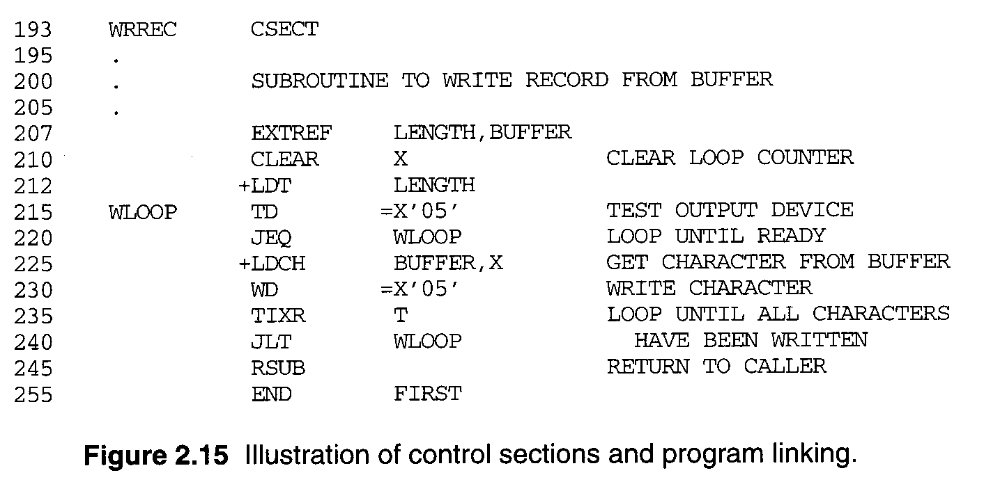 193 WRREC CSECT
195 .
200 . SUBROUTINE TO WRITE RECORD FROM BUFFER
205 .
207 EXTREF LENGTH,BUFFER
210 CLEAR X CLEAR LOOP COUNTER
212 +LDT LENGTH
215 WLOOP TD =X'05' TEST OUTPUT DEVICE
220 JEQ WLOOP LOOP UNTIL READY
225 +LDCH BUFFER,X GET CHARACTER FROM BUFFER
230 WD =X'05' WRITE CHARACTER
235 TIXR T LOOP UNTIL ALL CHARACTERS
240 JLT WLOOP HAVE BEEN WRITTEN
245 RSUB RETURN TO CALLER
255 END FIRST
Figure 2.15 Illustration of control sections and program linking.